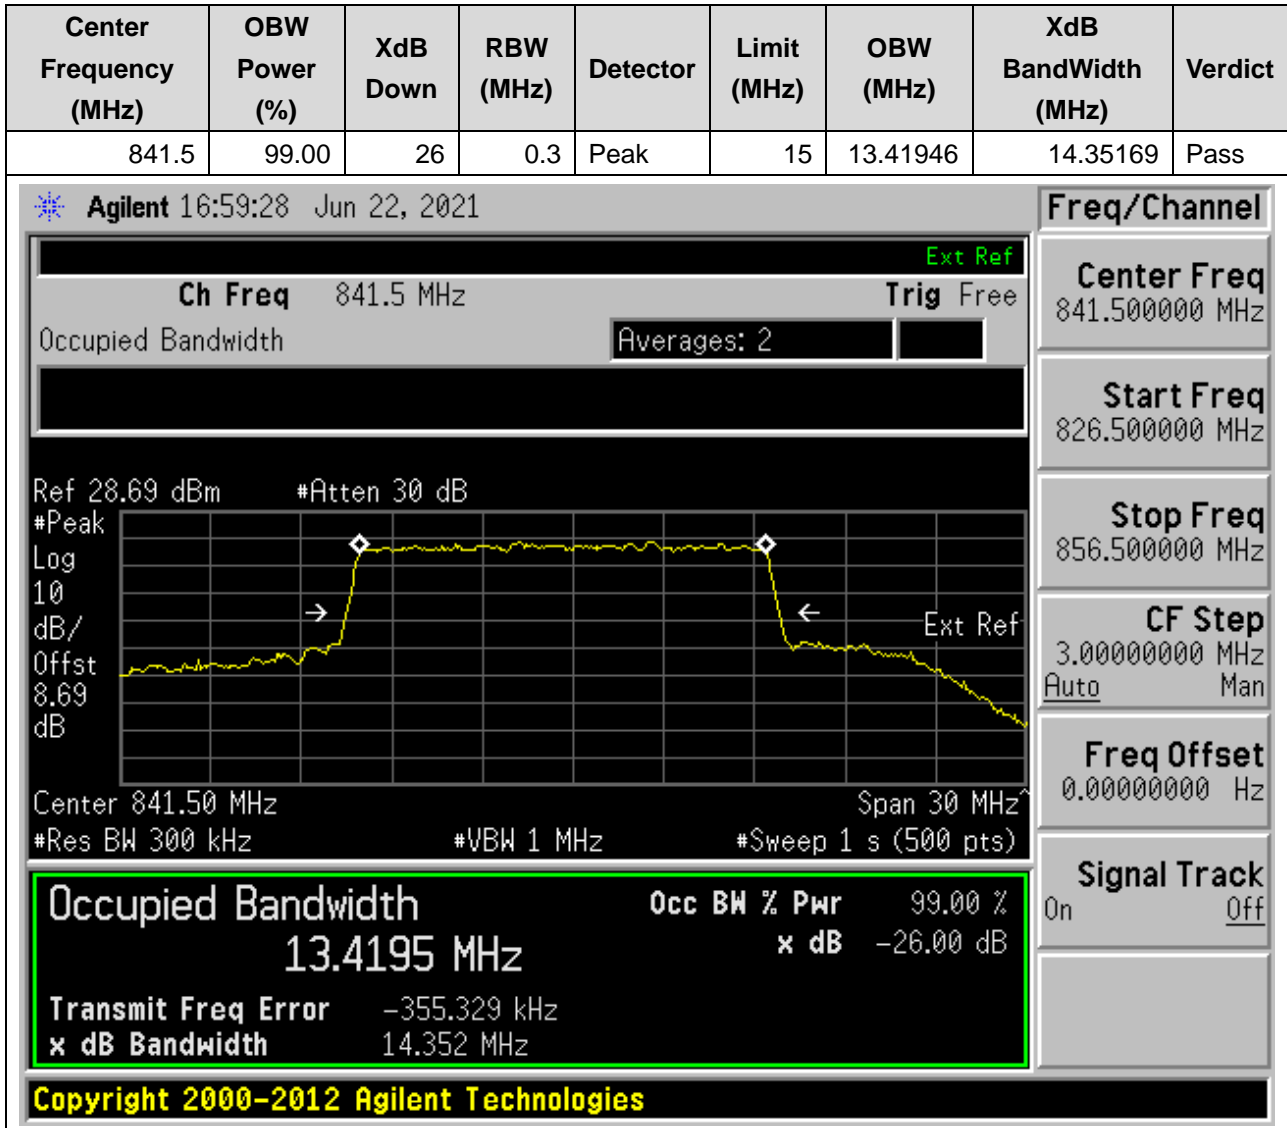 Center Frequency (MHz) OBW Power (%) XdB Down RBW (MHz) Detector Limit (MHz) OBW (MHz) XdB BandWidth (MHz) Verdict
841.5 99.00 26 0.3 Peak 15 13.41946 14.35169 Pass
Agilent 16:59:28 Jun 22, 2021
Freq/Channel
Ext Ref
Ch Freq 841.5 MHz Trig Free
Occupied Bandwidth Averages: 2
Center Freq
841.500000 MHz
Start Freq
826.500000 MHz
Stop Freq
856.500000 MHz
CF Step
3.00000000 MHz
Auto Man
Freq Offset
0.00000000 Hz
Signal Track
On Off
Ref 28.69 dBm #Atten 30 dB
#Peak
Log
10
dB/
Offst
8.69
dB
Ext Ref
Center 841.50 MHz Span 30 MHz^
#Res BW 300 kHz #VBW 1 MHz #Sweep 1 s (500 pts)
Occupied Bandwidth
13.4195 MHz
Occ BW % Pwr 99.00 %
x dB -26.00 dB
Transmit Freq Error -355.329 kHz
x dB Bandwidth 14.352 MHz
Copyright 2000-2012 Agilent Technologies